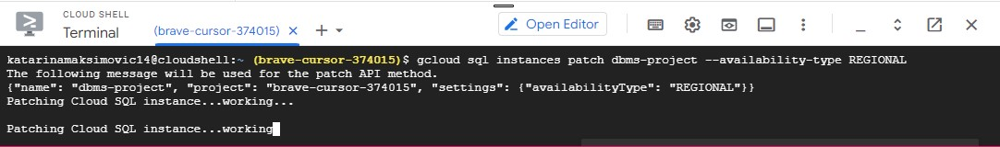 CLOUD SHELL
Terminal
(brave-cursor-374015)
Open Editor
katarinamaksimovic14@cloudshell:~ (brave-cursor-374015)$ gcloud sql instances patch dbms-project --availability-type REGIONAL
The following message will be used for the patch API method.
{"name": "dbms-project", "project": "brave-cursor-374015", "settings": {"availabilityType": "REGIONAL"}}
Patching Cloud SQL instance...working...
Patching Cloud SQL instance...working